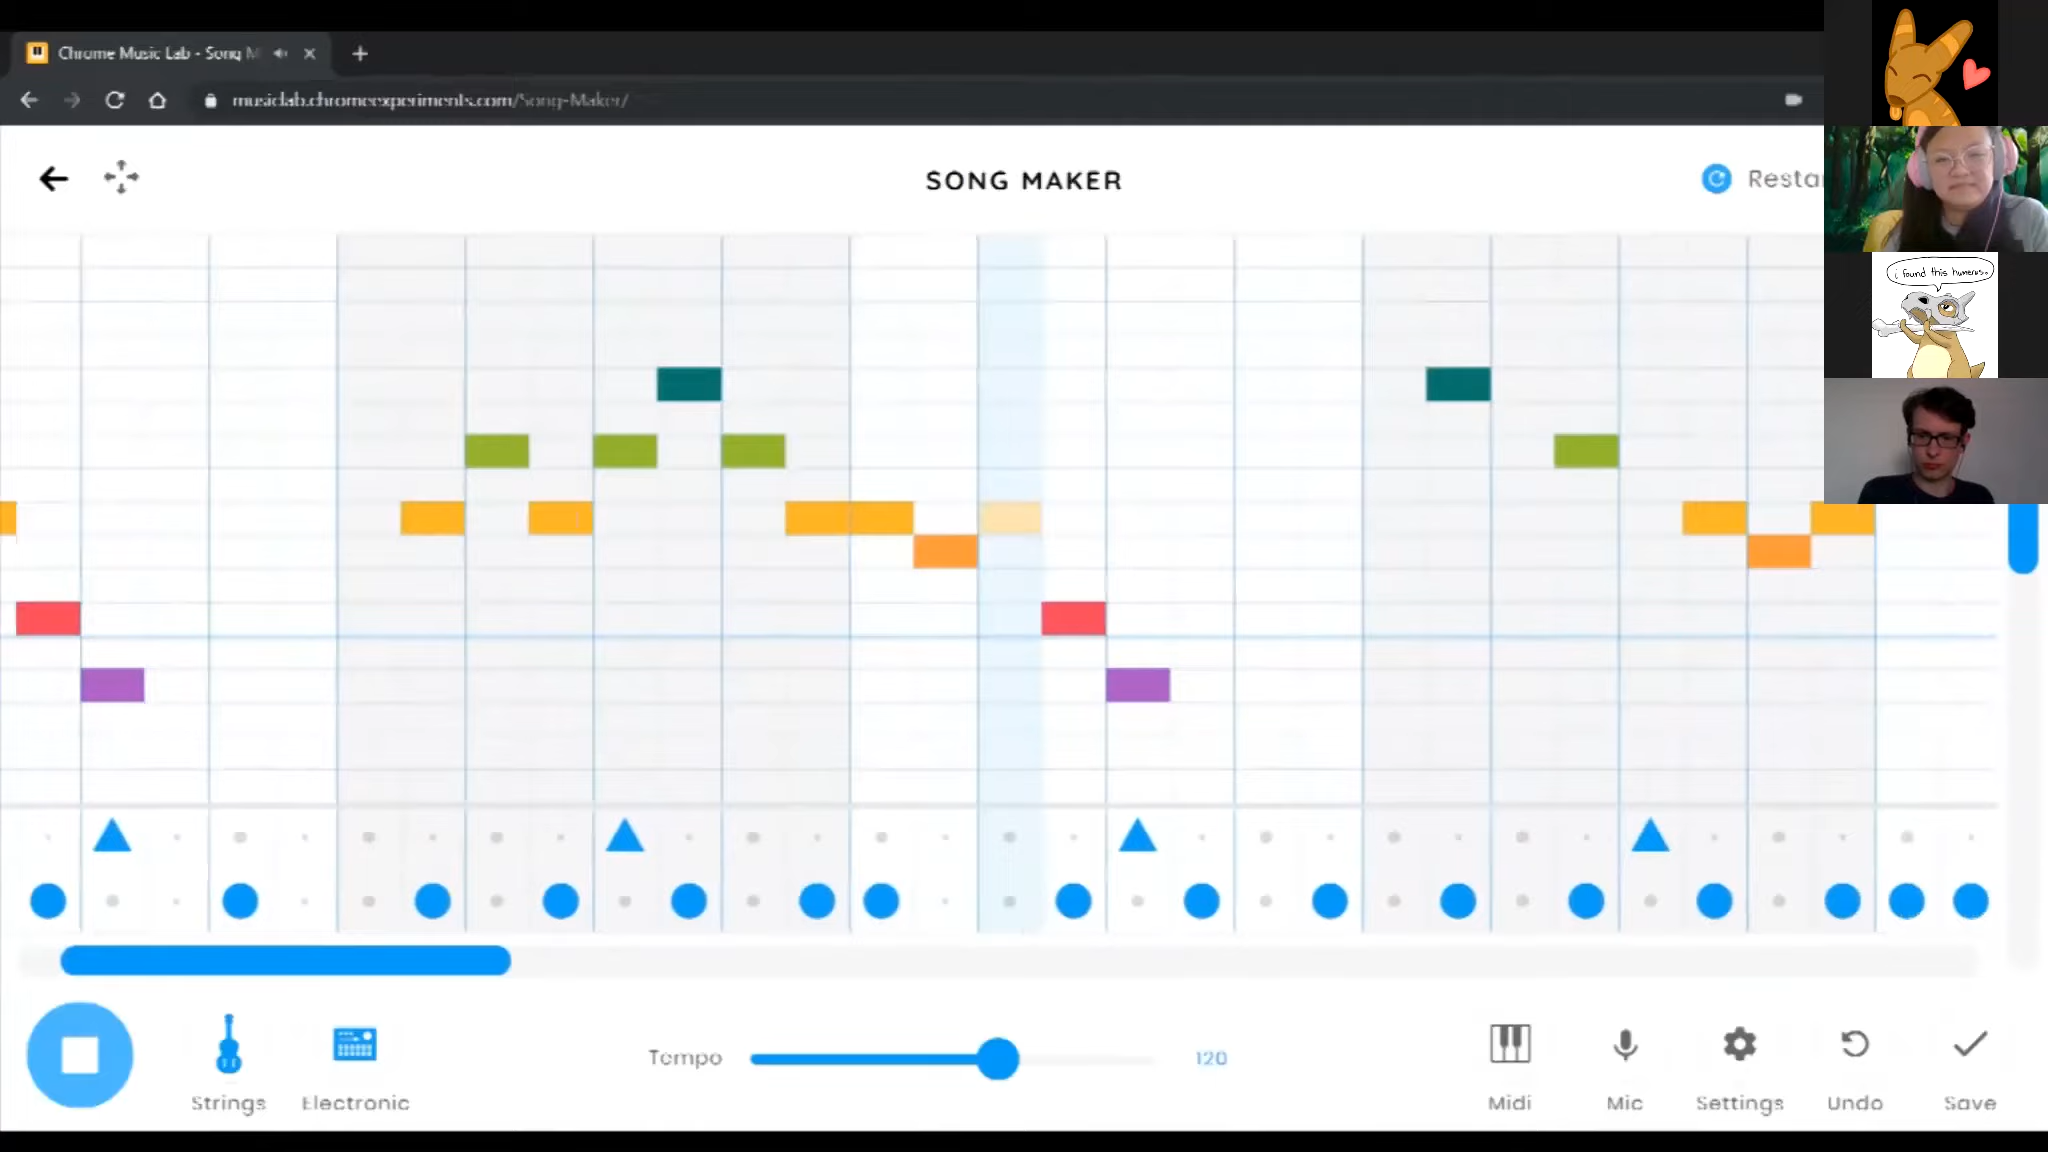 Chrome Music Lab - Song M
musiclab.chromeexperiments.com/Song-Maker/
SONG MAKER
Resta
i found this humerus.
Strings
Electronic
Tempo
120
Midi
Mic
Settings
Undo
Save